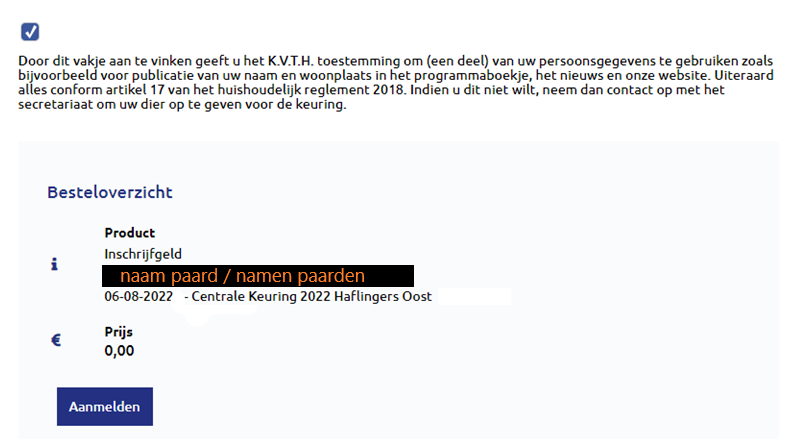 Door dit vakje aan te vinken geeft u het K.V.T.H. toestemming om (een deel) van uw persoonsgegevens te gebruiken zoals
bijvoorbeeld voor publicatie van uw naam en woonplaats in het programmaboekje, het nieuws en onze website. Uiteraard
alles conform artikel 17 van het huishoudelijk reglement 2018. Indien u dit niet wilt, neem dan contact op met het
secretariaat om uw dier op te geven voor de keuring.
Besteloverzicht
Product
Inschrijfgeld
naam paard / namen paarden
06-08-2022 - Centrale Keuring 2022 Haflingers Oost
€ Prijs
0,00
Aanmelden